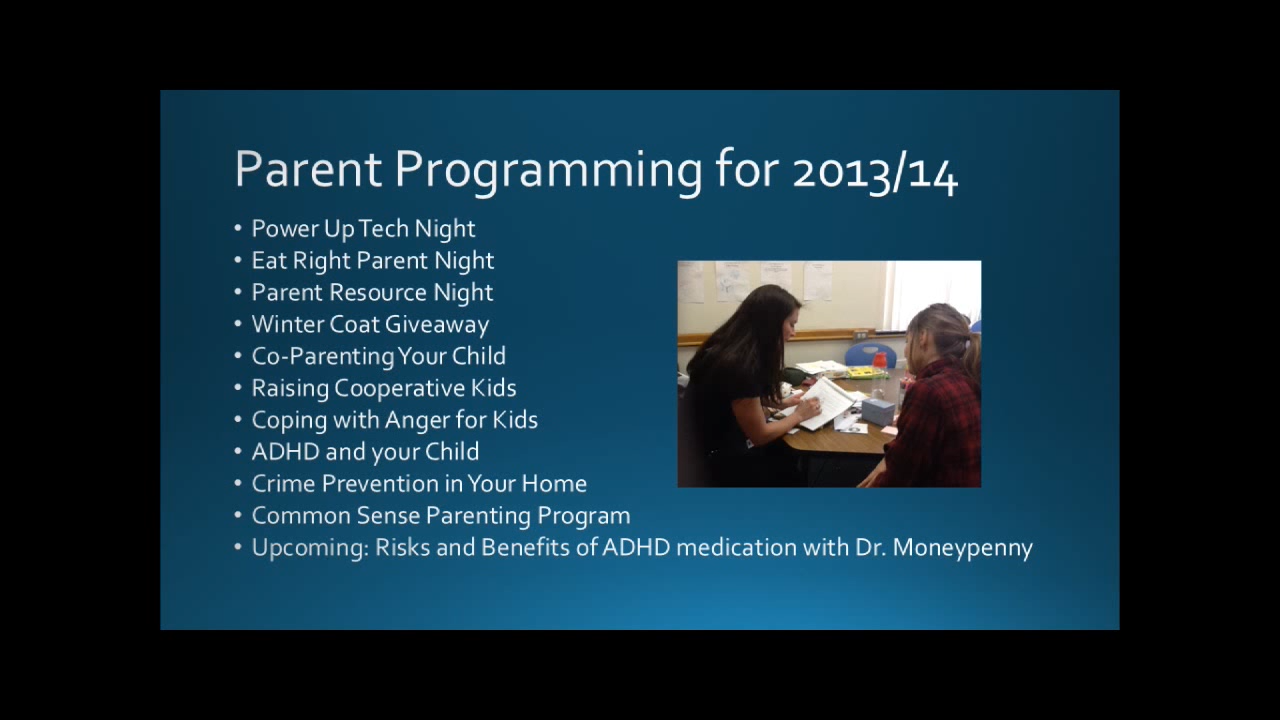 Parent Programming for 2013/14
• Power Up Tech Night
• Eat Right Parent Night
• Parent Resource Night
• Winter Coat Giveaway
• Co-Parenting Your Child
• Raising Cooperative Kids
• Coping with Anger for Kids
• ADHD and your Child
• Crime Prevention in Your Home
• Common Sense Parenting Program
• Upcoming: Risks and Benefits of ADHD medication with Dr. Moneypenny